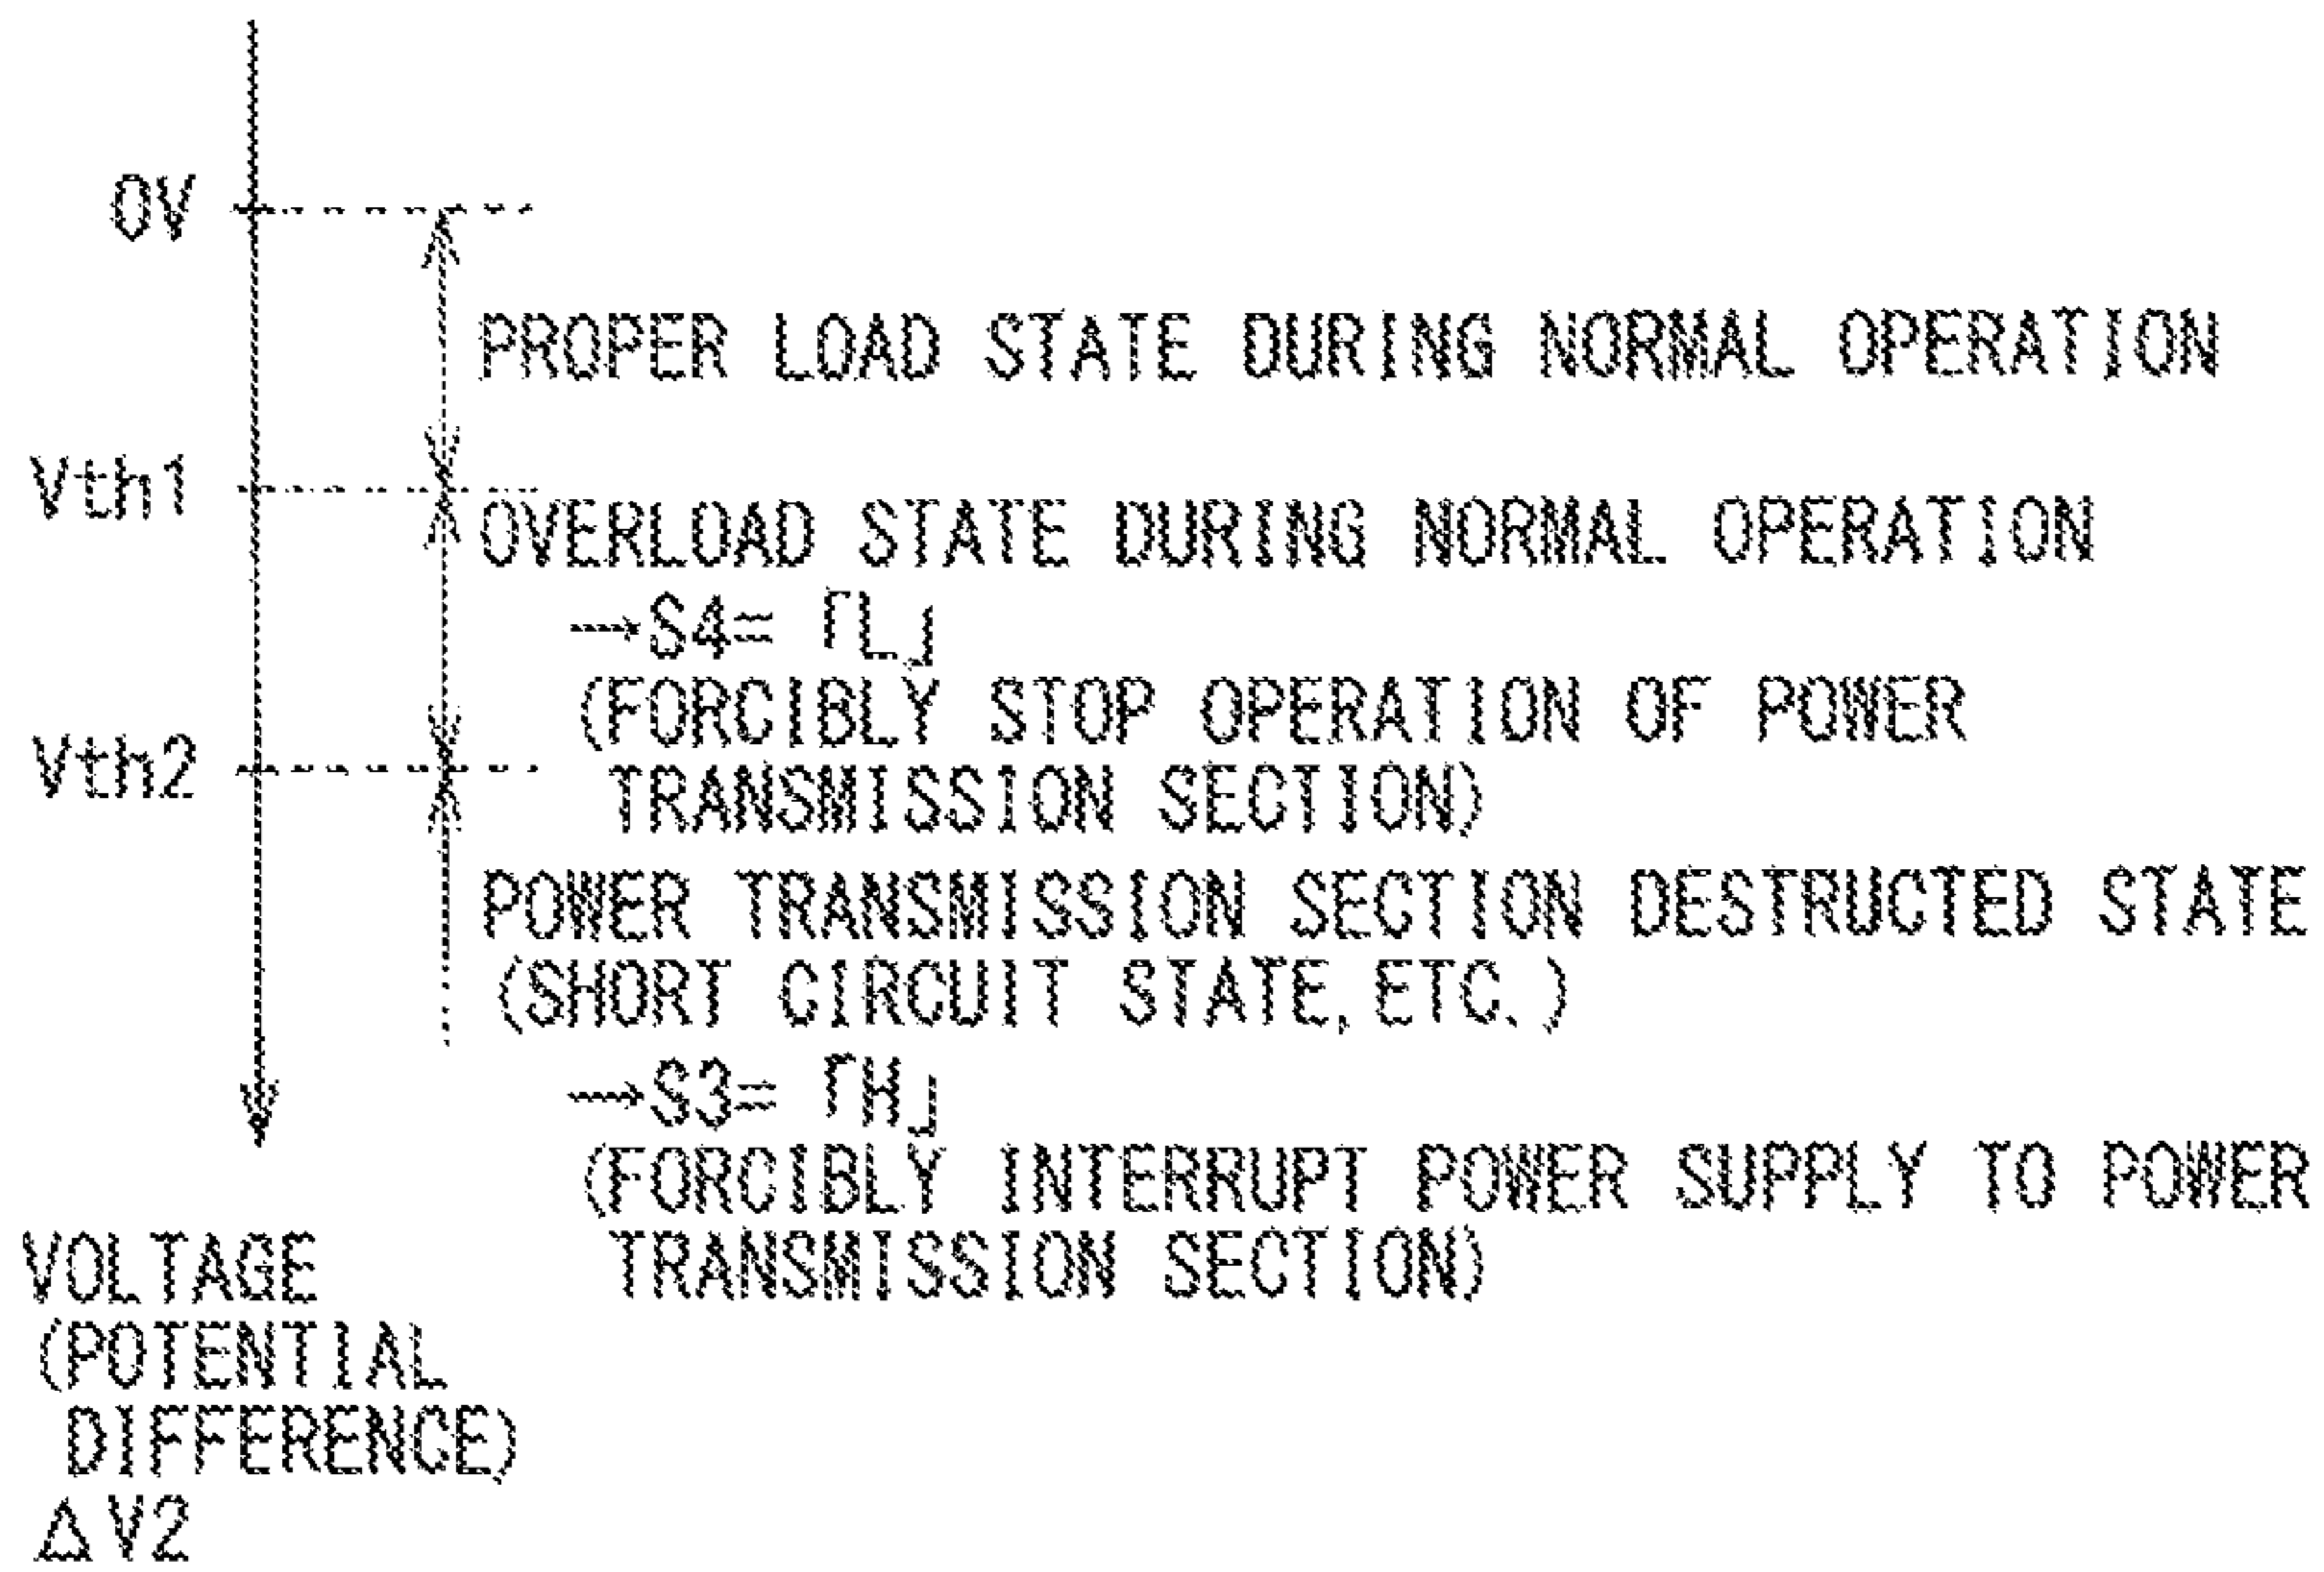 0V
PROPER LOAD STATE DURING NORMAL OPERATION
Vth1
OVERLOAD STATE DURING NORMAL OPERATION
→S4=「L」
(FORCIBLY STOP OPERATION OF POWER
Vth2
TRANSMISSION SECTION)
POWER TRANSMISSION SECTION DESTRUCTED STATE
(SHORT CIRCUIT STATE, ETC.)
→S3=「H」
(FORCIBLY INTERRUPT POWER SUPPLY TO POWER
TRANSMISSION SECTION)
VOLTAGE
(POTENTIAL
DIFFERENCE)
ΔV2